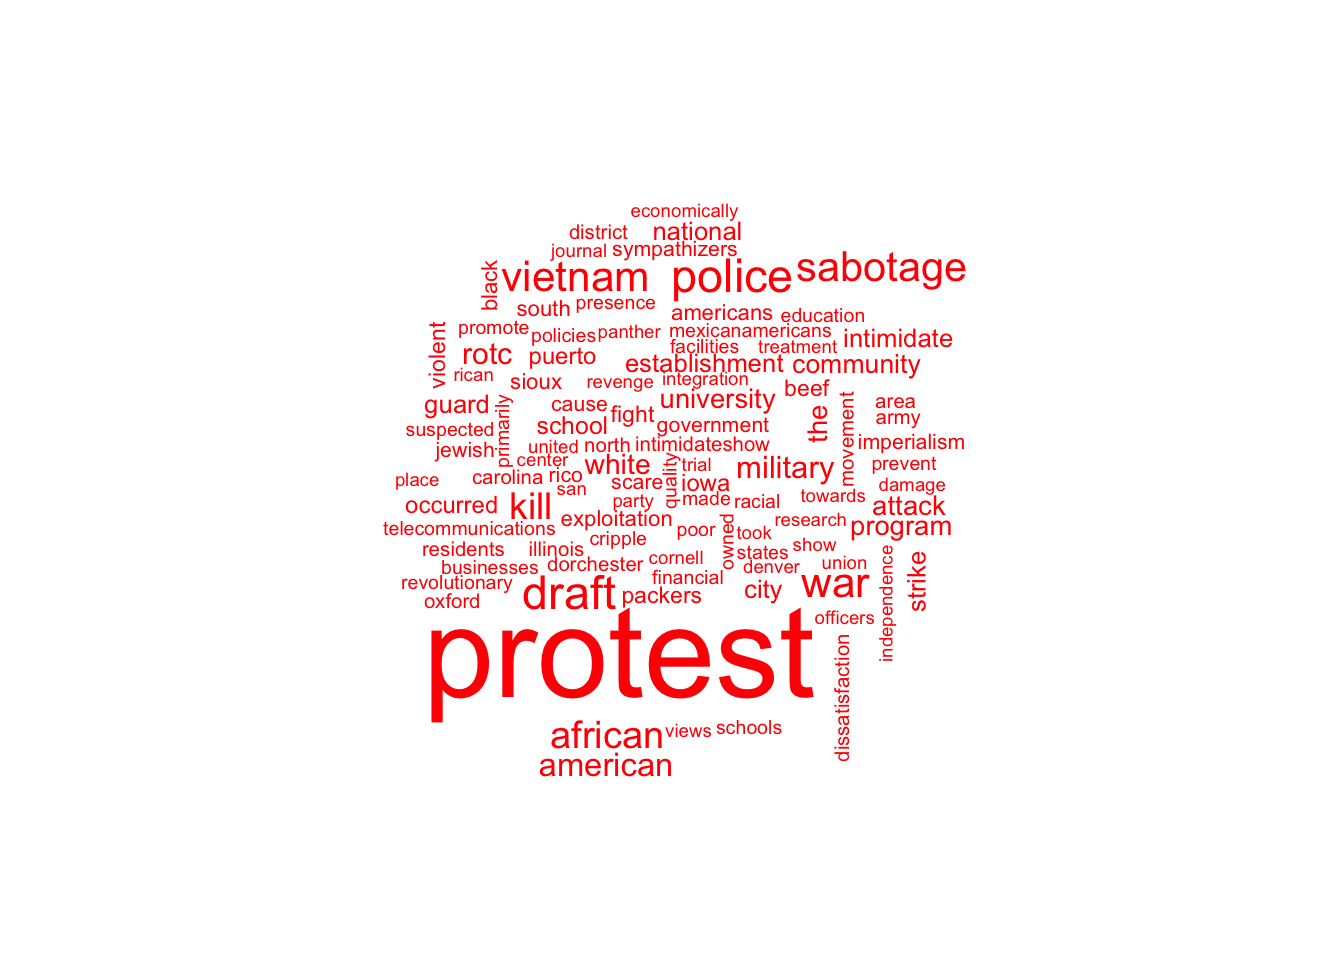 economically
district national
journal sympathizers
black vietnam police sabotage
south presence americans education
promote policies panther mexicanamericans intimidate
violent rotc puerto facilities treatment
rican establishment community
sioux revenge integration beef
guard primarily cause fight university the movement area
suspected school government army
jewish united north intimidateshow imperialism
center white quality trial military prevent
place carolina rico scare iowa damage
san party made racial towards attack
occurred kill exploitation owned research program
telecommunications poor took
residents illinois cripple cornell states show independence strike
businesses dorchester denver union
revolutionary draft financial war
oxford packers city
protest officers dissatisfaction
african views schools
american